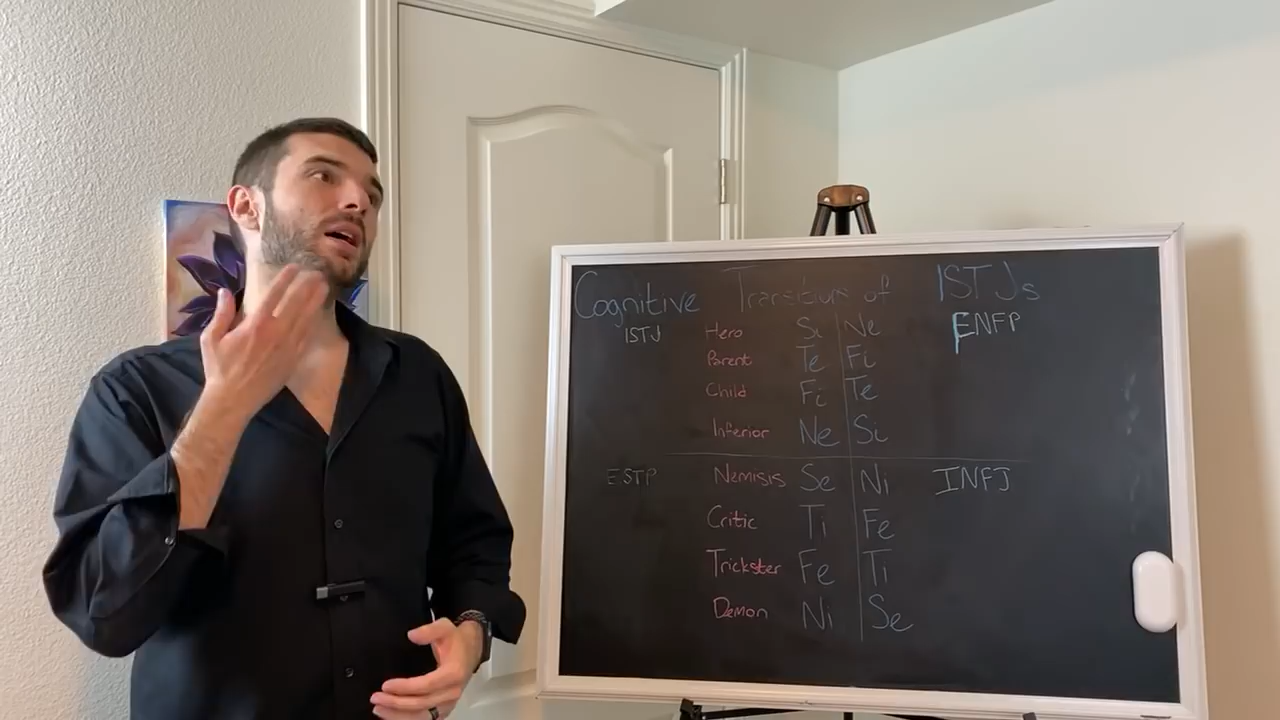 Cognitive Transitions of ISTJs
ISTJ Hero Si Ne ENFP
Parent Te Fi
Child Fi Te
Inferior Ne Si
ESTP Nemisis Se Ni INFJ
Critic Ti Fe
Trickster Fe Ti
Demon Ni Se